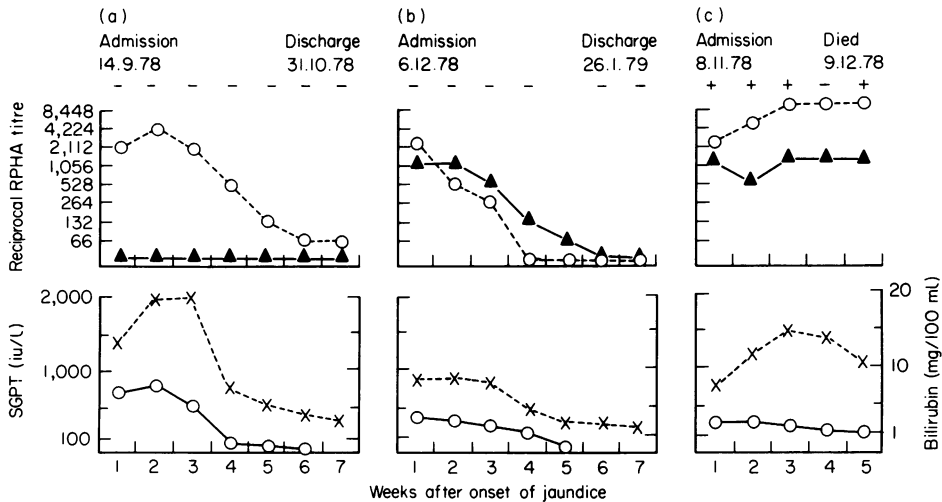 (a)
Admission Discharge
14.9.78 31.10.78
– – – – – – –
(b)
Admission Discharge
6.12.78 26.1.79
– – – – – – –
(c)
Admission Died
8.11.78 9.12.78
+ + + – +
Reciprocal RPHA titre
8,448
4,224
2,112
1,056
528
264
132
66
SGPT (iu/l)
2,000
1,000
100
20
10
1
Bilirubin (mg/100 mL)
1 2 3 4 5 6 7
1 2 3 4 5 6 7
1 2 3 4 5
Weeks after onset of jaundice